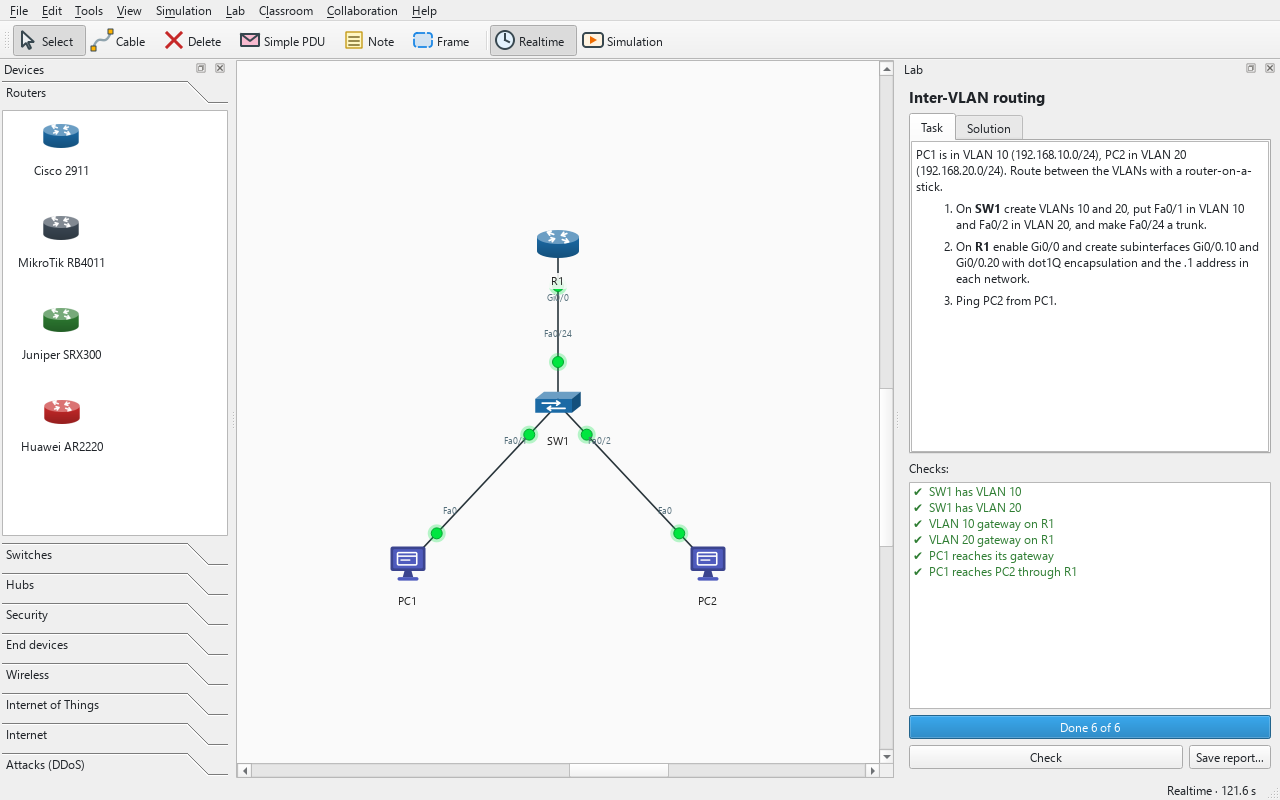 File Edit Tools View Simulation Lab Classroom Collaboration Help
Select Cable Delete Simple PDU Note Frame Realtime Simulation
Devices
Routers
Cisco 2911
MikroTik RB4011
Juniper SRX300
Huawei AR2220
Switches
Hubs
Security
End devices
Wireless
Internet of Things
Internet
Attacks (DDoS)
R1
Gi0/0
Fa0/24
SW1
Fa0/2
Fa0
Fa0
PC1
PC2
Lab
Inter-VLAN routing
Task Solution
PC1 is in VLAN 10 (192.168.10.0/24), PC2 in VLAN 20
(192.168.20.0/24). Route between the VLANs with a router-on-a-
stick.
1. On SW1 create VLANs 10 and 20, put Fa0/1 in VLAN 10
and Fa0/2 in VLAN 20, and make Fa0/24 a trunk.
2. On R1 enable Gi0/0 and create subinterfaces Gi0/0.10 and
Gi0/0.20 with dot1Q encapsulation and the .1 address in
each network.
3. Ping PC2 from PC1.
Checks:
✔ SW1 has VLAN 10
✔ SW1 has VLAN 20
✔ VLAN 10 gateway on R1
✔ VLAN 20 gateway on R1
✔ PC1 reaches its gateway
✔ PC1 reaches PC2 through R1
Done 6 of 6
Check Save report...
Realtime · 121.6 s